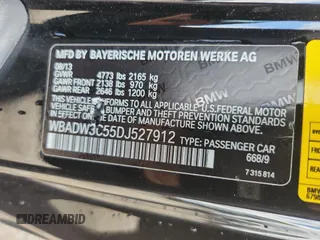 MFD. BY BAYERISCHE MOTOREN WERKE AG
08/13
GVWR 4773 lbs 2165 kg
GAWR FRONT 2138 lbs 970 kg
GAWR REAR 2646 lbs 1200 kg
THIS VEHICLE CONFORMS TO ALL APPLICABLE U.S. FEDERAL MOTOR
VEHICLE SAFETY, BUMPER, AND THEFT PREVENTION STANDARDS IN
EFFECT ON THE DATE OF MANUFACTURE SHOWN ABOVE.
WBADW3C55DJ527912 TYPE: PASSENGER CAR
668/9
7 315 814
BMW
BMW
DREAMBID